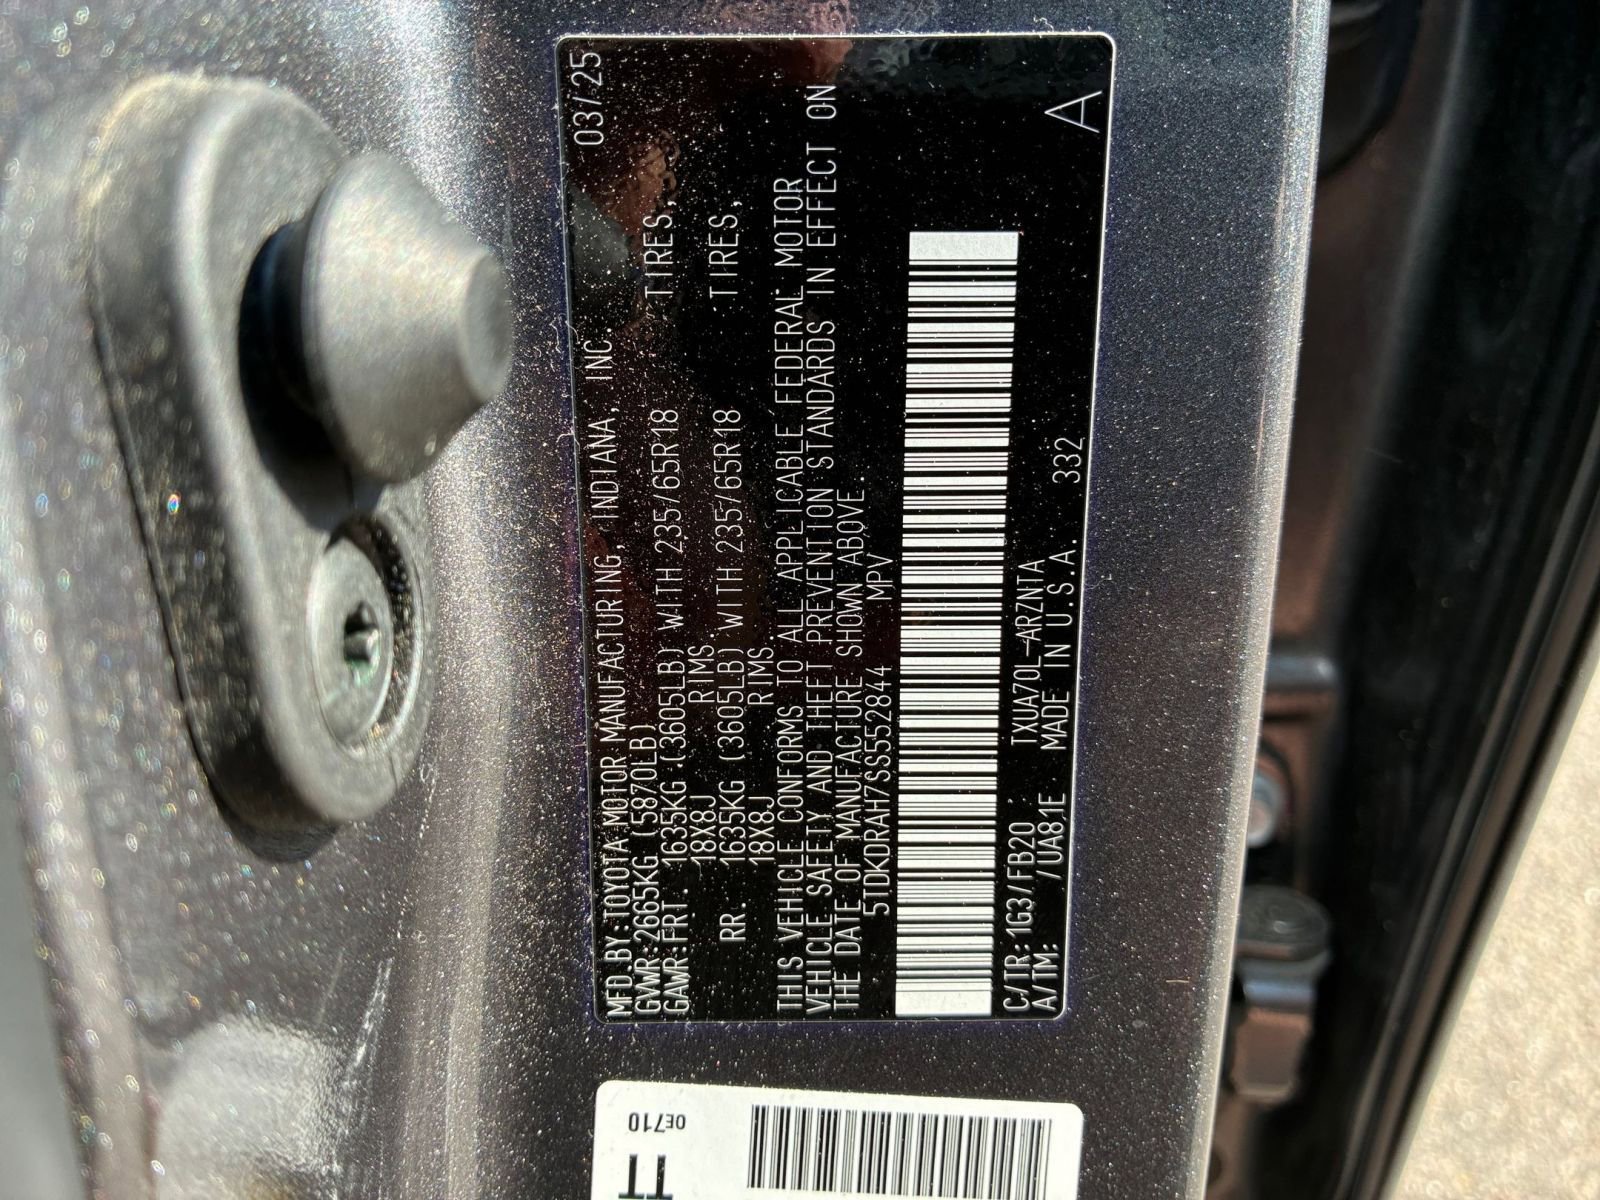 03/25
MFD.BY:TOYOTA MOTOR MANUFACTURING, INDIANA, INC.
GVWR:2665KG (5870LB)
GAWR:FRT. 1635KG (3605LB) WITH 235/65R18 TIRES,
18X8J RIMS.
RR. 1635KG (3605LB) WITH 235/65R18 TIRES,
18X8J RIMS.
THIS VEHICLE CONFORMS TO ALL APPLICABLE FEDERAL MOTOR
VEHICLE SAFETY AND THEFT PREVENTION STANDARDS IN EFFECT ON
THE DATE OF MANUFACTURE SHOWN ABOVE.
5TDKDRAH7SS552844 MPV
C/TR:1G3/FB20 TXUA70L-ARZNTA 332
A/TM: /UA81E MADE IN U.S.A.
A
0E710